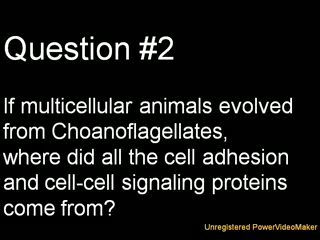 Question #2
If multicellular animals evolved
from Choanoflagellates,
where did all the cell adhesion
and cell-cell signaling proteins
come from?
Unregistered PowerVideoMaker